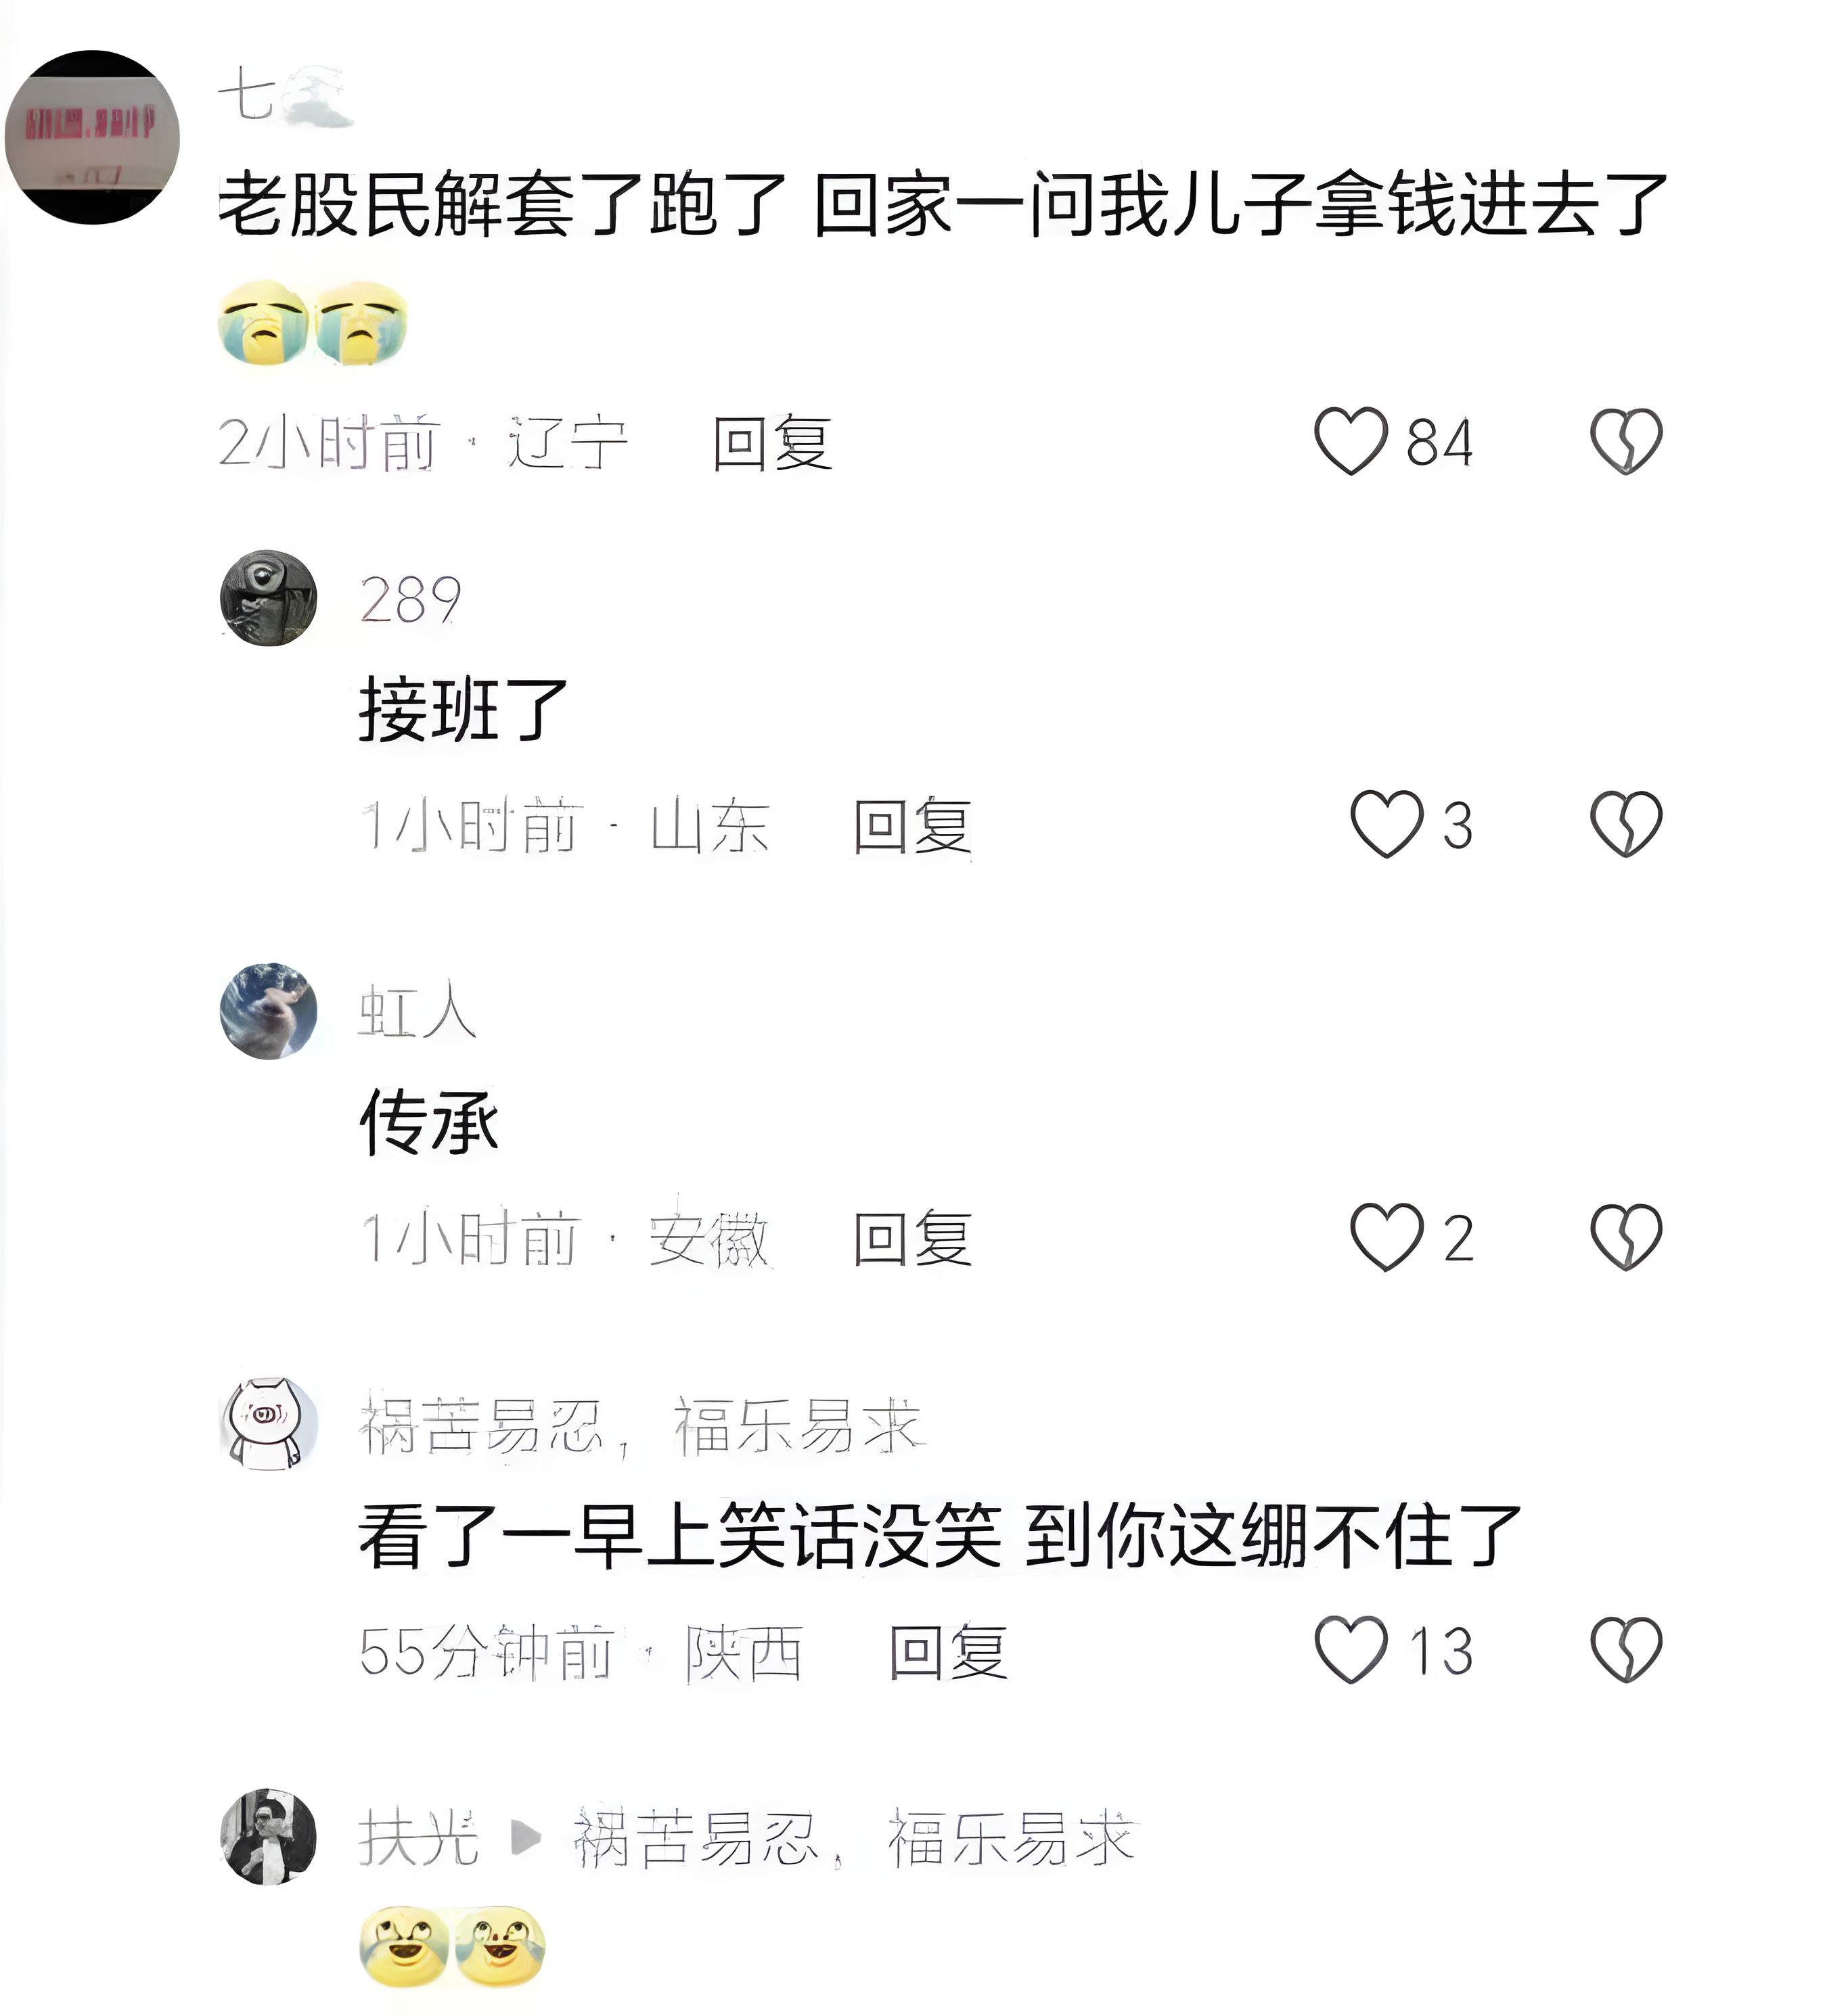 七
老股民解套了跑了 回家一问我儿子拿钱进去了
2小时前 · 辽宁 回复 84
289
接班了
1小时前 · 山东 回复 3
虹人
传承
1小时前 · 安徽 回复 2
祸苦易忍，福乐易求
看了一早上笑话没笑 到你这绷不住了
55分钟前 · 陕西 回复 13
扶光 ▶ 祸苦易忍，福乐易求